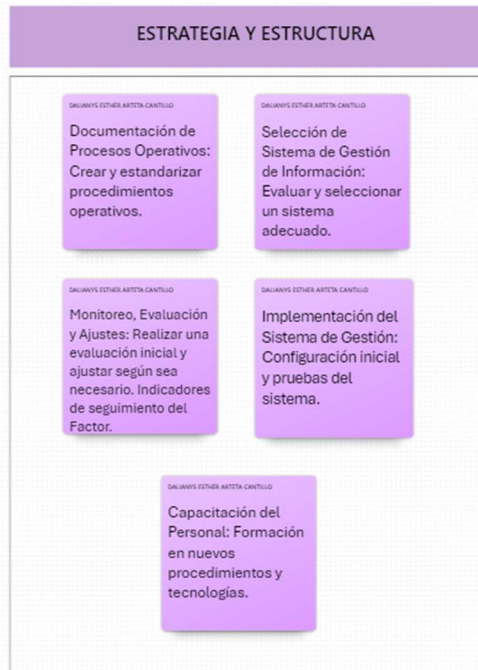 ESTRATEGIA Y ESTRUCTURA
DALIANYS ESTHER ARTETA CANTILLO
Documentación de
Procesos Operativos:
Crear y estandarizar
procedimientos
operativos.
DALIANYS ESTHER ARTETA CANTILLO
Selección de
Sistema de Gestión
de Información:
Evaluar y seleccionar
un sistema
adecuado.
DALIANYS ESTHER ARTETA CANTILLO
Monitoreo, Evaluación
y Ajustes: Realizar una
evaluación inicial y
ajustar según sea
necesario. Indicadores
de seguimiento del
Factor.
DALIANYS ESTHER ARTETA CANTILLO
Implementación del
Sistema de Gestión:
Configuración inicial
y pruebas del
sistema.
DALIANYS ESTHER ARTETA CANTILLO
Capacitación del
Personal: Formación
en nuevos
procedimientos y
tecnologías.